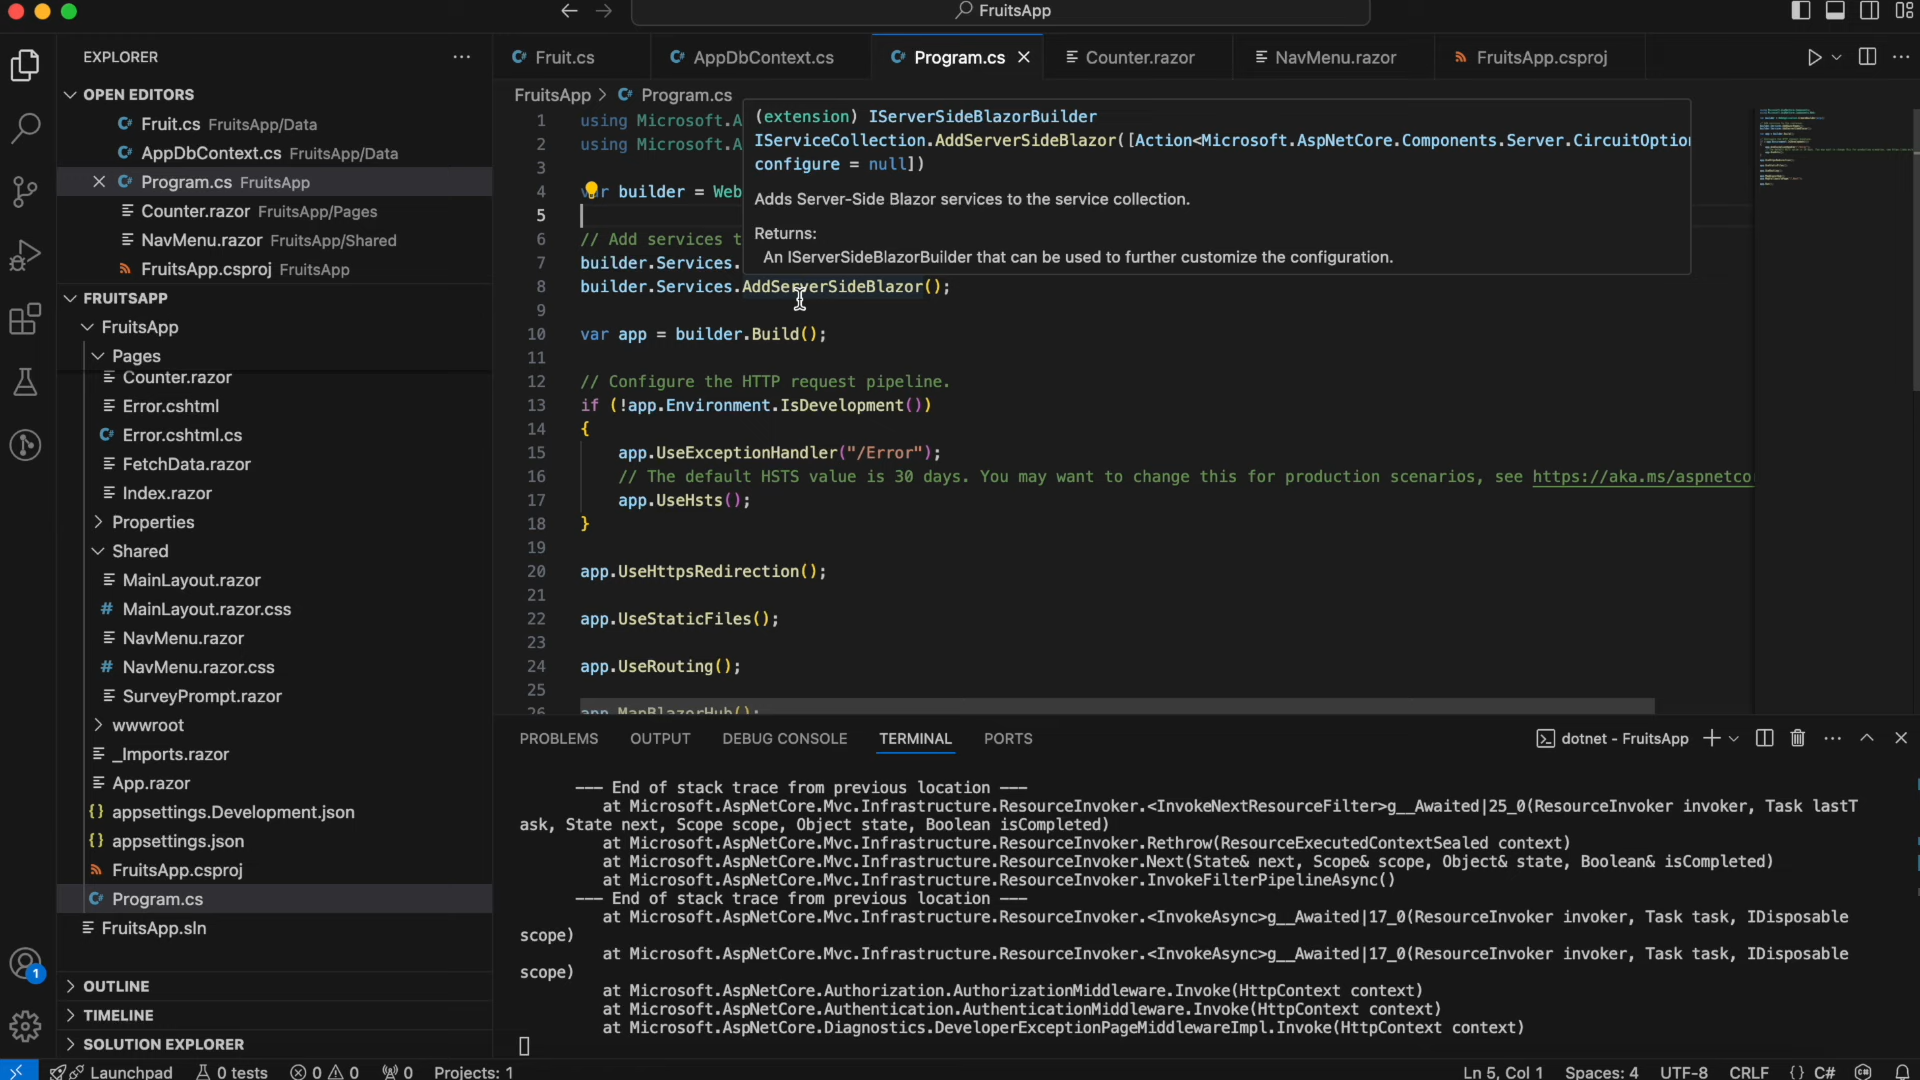 FruitsApp
EXPLORER
Fruit.cs
AppDbContext.cs
Program.cs
Counter.razor
NavMenu.razor
FruitsApp.csproj
OPEN EDITORS
Fruit.cs FruitsApp/Data
AppDbContext.cs FruitsApp/Data
Program.cs FruitsApp
Counter.razor FruitsApp/Pages
NavMenu.razor FruitsApp/Shared
FruitsApp.csproj FruitsApp
FRUITSAPP
FruitsApp
Pages
Counter.razor
Error.cshtml
Error.cshtml.cs
FetchData.razor
Index.razor
Properties
Shared
MainLayout.razor
MainLayout.razor.css
NavMenu.razor
NavMenu.razor.css
SurveyPrompt.razor
wwwroot
_Imports.razor
App.razor
appsettings.Development.json
appsettings.json
FruitsApp.csproj
Program.cs
FruitsApp.sln
OUTLINE
TIMELINE
SOLUTION EXPLORER
FruitsApp > Program.cs
(extension) IServerSideBlazorBuilder
IServiceCollection.AddServerSideBlazor([Action<Microsoft.AspNetCore.Components.Server.CircuitOption
configure = null])
Adds Server-Side Blazor services to the service collection.
Returns:
An IServerSideBlazorBuilder that can be used to further customize the configuration.
1 using Microsoft.A
2 using Microsoft.A
3
4 var builder = Web
5
6 // Add services t
7 builder.Services.
8 builder.Services.AddServerSideBlazor();
9
10 var app = builder.Build();
11
12 // Configure the HTTP request pipeline.
13 if (!app.Environment.IsDevelopment())
14 {
15 app.UseExceptionHandler("/Error");
16 // The default HSTS value is 30 days. You may want to change this for production scenarios, see https://aka.ms/aspnetco
17 app.UseHsts();
18 }
19
20 app.UseHttpsRedirection();
21
22 app.UseStaticFiles();
23
24 app.UseRouting();
25
26 app.MapBlazorHub();
PROBLEMS OUTPUT DEBUG CONSOLE TERMINAL PORTS
dotnet - FruitsApp
--- End of stack trace from previous location ---
at Microsoft.AspNetCore.Mvc.Infrastructure.ResourceInvoker.<InvokeNextResourceFilter>g__Awaited|25_0(ResourceInvoker invoker, Task lastT
ask, State next, Scope scope, Object state, Boolean isCompleted)
at Microsoft.AspNetCore.Mvc.Infrastructure.ResourceInvoker.Rethrow(ResourceExecutedContextSealed context)
at Microsoft.AspNetCore.Mvc.Infrastructure.ResourceInvoker.Next(State& next, Scope& scope, Object& state, Boolean& isCompleted)
at Microsoft.AspNetCore.Mvc.Infrastructure.ResourceInvoker.InvokeFilterPipelineAsync()
--- End of stack trace from previous location ---
at Microsoft.AspNetCore.Mvc.Infrastructure.ResourceInvoker.<InvokeAsync>g__Awaited|17_0(ResourceInvoker invoker, Task task, IDisposable
scope)
at Microsoft.AspNetCore.Mvc.Infrastructure.ResourceInvoker.<InvokeAsync>g__Awaited|17_0(ResourceInvoker invoker, Task task, IDisposable
scope)
at Microsoft.AspNetCore.Authorization.AuthorizationMiddleware.Invoke(HttpContext context)
at Microsoft.AspNetCore.Authentication.AuthenticationMiddleware.Invoke(HttpContext context)
at Microsoft.AspNetCore.Diagnostics.DeveloperExceptionPageMiddlewareImpl.Invoke(HttpContext context)
1
Launchpad 0 tests 0 0 0 Projects: 1
Ln 5, Col 1 Spaces: 4 UTF-8 CRLF {} C#